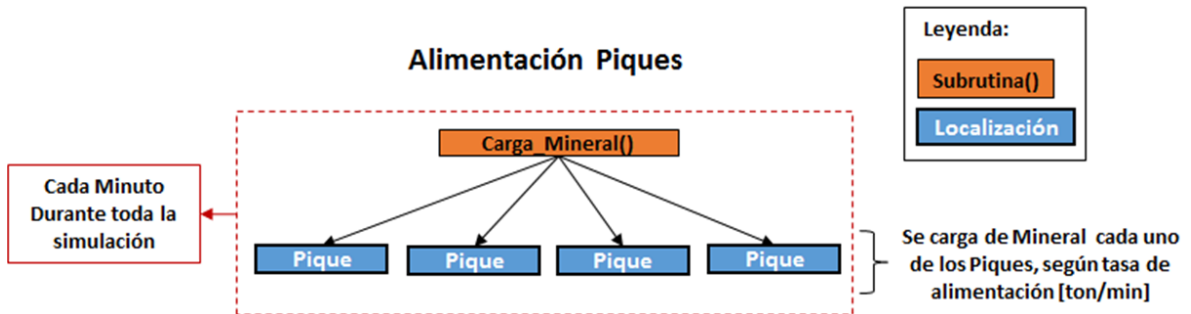 Alimentación Piques
Leyenda:
Subrutina()
Localización
Carga_Mineral()
Cada Minuto
Durante toda la
simulación
Pique
Pique
Pique
Pique
Se carga de Mineral cada uno
de los Piques, según tasa de
alimentación [ton/min]